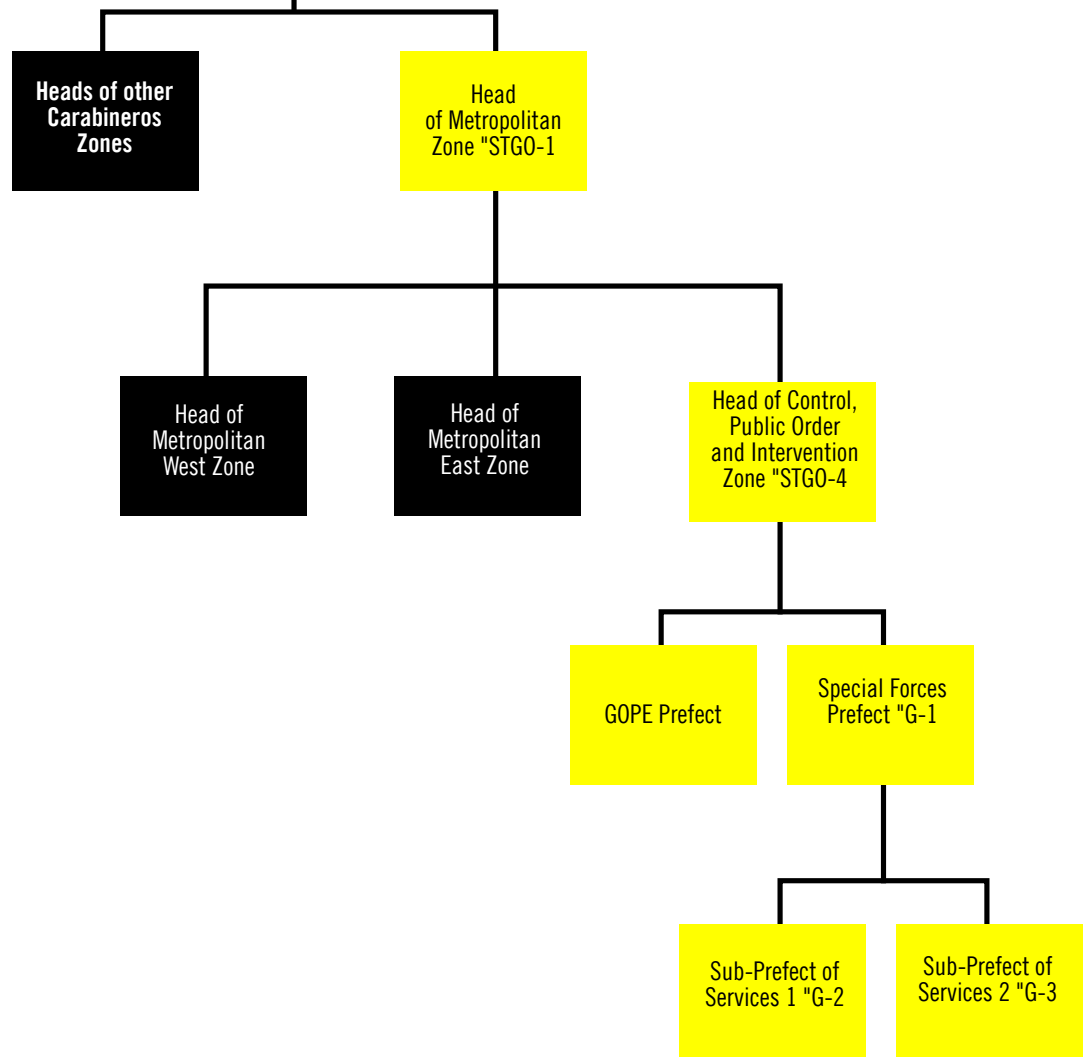 Heads of other
Carabineros
Zones
Head
of Metropolitan
Zone "STGO-1
Head of
Metropolitan
West Zone
Head of
Metropolitan
East Zone
Head of Control,
Public Order
and Intervention
Zone "STGO-4
GOPE Prefect
Special Forces
Prefect "G-1
Sub-Prefect of
Services 1 "G-2
Sub-Prefect of
Services 2 "G-3